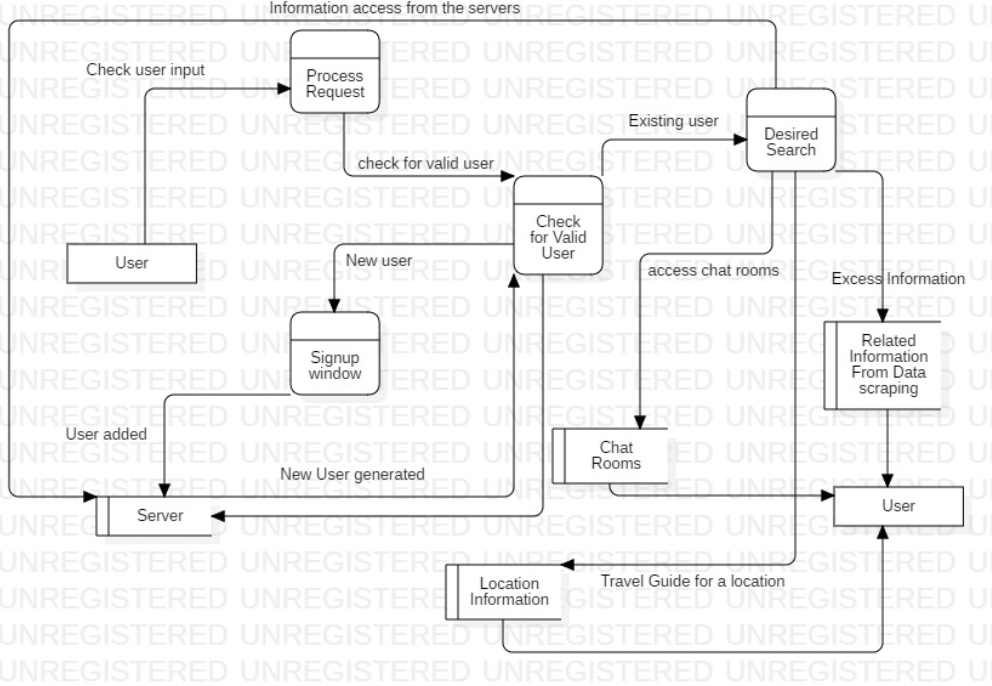 Information access from the servers
Check user input
Process
Request
Existing user
Desired
Search
check for valid user
Check
for Valid
User
User
New user
access chat rooms
Excess Information
Signup
window
Related
Information
From Data
scraping
User added
Chat
Rooms
New User generated
Server
User
Location
Information
Travel Guide for a location
UNREGISTERED